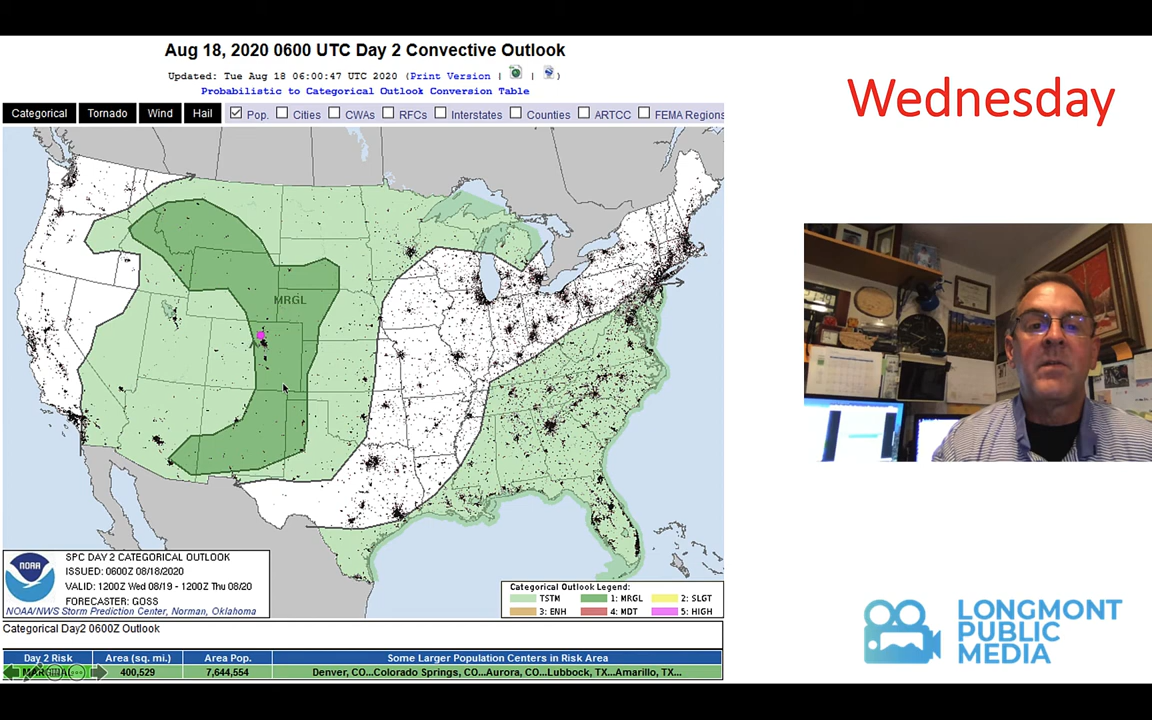 Aug 18, 2020 0600 UTC Day 2 Convective Outlook
Updated: Tue Aug 18 06:00:47 UTC 2020 (Print Version | | )
Probabilistic to Categorical Outlook Conversion Table
Categorical Tornado Wind Hail Pop. Cities CWAs RFCs Interstates Counties ARTCC FEMA Regions
Wednesday
MRGL
SPC DAY 2 CATEGORICAL OUTLOOK
ISSUED: 0600Z 08/18/2020
VALID: 1200Z Wed 08/19 - 1200Z Thu 08/20
FORECASTER: GOSS
NOAA/NWS Storm Prediction Center, Norman, Oklahoma
NOAA
Categorical Outlook Legend:
TSTM 1: MRGL 2: SLGT
3: ENH 4: MDT 5: HIGH
Categorical Day2 0600Z Outlook
Day 2 Risk Area (sq. mi.) Area Pop. Some Larger Population Centers in Risk Area
MARGINAL 400,529 7,644,554 Denver, CO...Colorado Springs, CO...Aurora, CO...Lubbock, TX...Amarillo, TX...
LONGMONT
PUBLIC
MEDIA